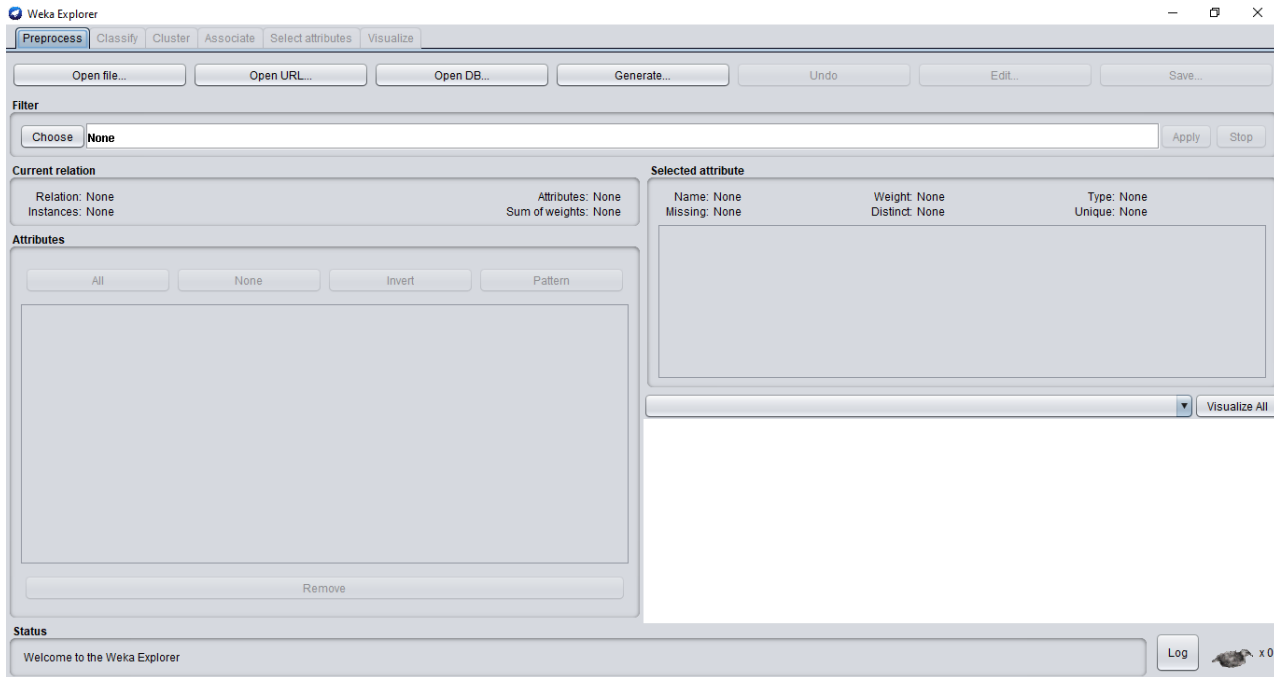 Weka Explorer
Preprocess Classify Cluster Associate Select attributes Visualize
Open file... Open URL... Open DB... Generate... Undo Edit... Save...
Filter
Choose None Apply Stop
Current relation
Relation: None Attributes: None
Instances: None Sum of weights: None
Selected attribute
Name: None Weight: None Type: None
Missing: None Distinct: None Unique: None
Attributes
All None Invert Pattern
Remove
Visualize All
Status
Welcome to the Weka Explorer
Log x 0